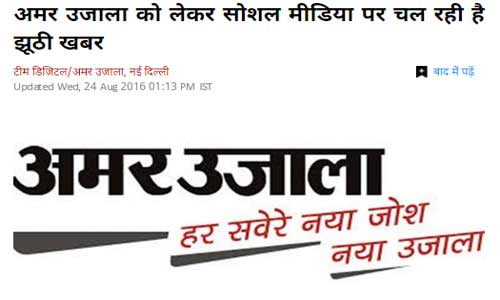 अमर उजाला को लेकर सोशल मीडिया पर चल रही है
झूठी खबर
टीम डिजिटल/अमर उजाला, नई दिल्ली
बाद में पढ़ें
Updated Wed, 24 Aug 2016 01:13 PM IST
अमर उजाला
हर सवेरे नया जोश
नया उजाला